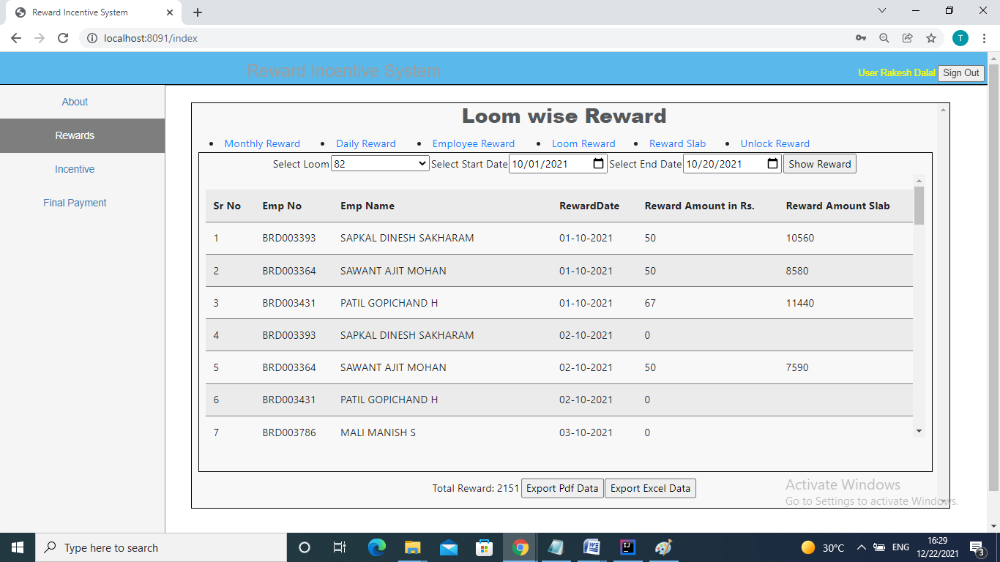 Reward Incentive System
localhost:8091/index
T
Reward Incentive System
User Rakesh Dalal Sign Out
About
Rewards
Incentive
Final Payment
Loom wise Reward
• Monthly Reward • Daily Reward • Employee Reward • Loom Reward • Reward Slab • Unlock Reward
Select Loom 82 Select Start Date 10/01/2021 Select End Date 10/20/2021 Show Reward
Sr No Emp No Emp Name RewardDate Reward Amount in Rs. Reward Amount Slab
1 BRD003393 SAPKAL DINESH SAKHARAM 01-10-2021 50 10560
2 BRD003364 SAWANT AJIT MOHAN 01-10-2021 50 8580
3 BRD003431 PATIL GOPICHAND H 01-10-2021 67 11440
4 BRD003393 SAPKAL DINESH SAKHARAM 02-10-2021 0
5 BRD003364 SAWANT AJIT MOHAN 02-10-2021 50 7590
6 BRD003431 PATIL GOPICHAND H 02-10-2021 0
7 BRD003786 MALI MANISH S 03-10-2021 0
Total Reward: 2151 Export Pdf Data Export Excel Data
Activate Windows
Go to Settings to activate Windows.
Type here to search
30°C ENG
16:29
12/22/2021
3